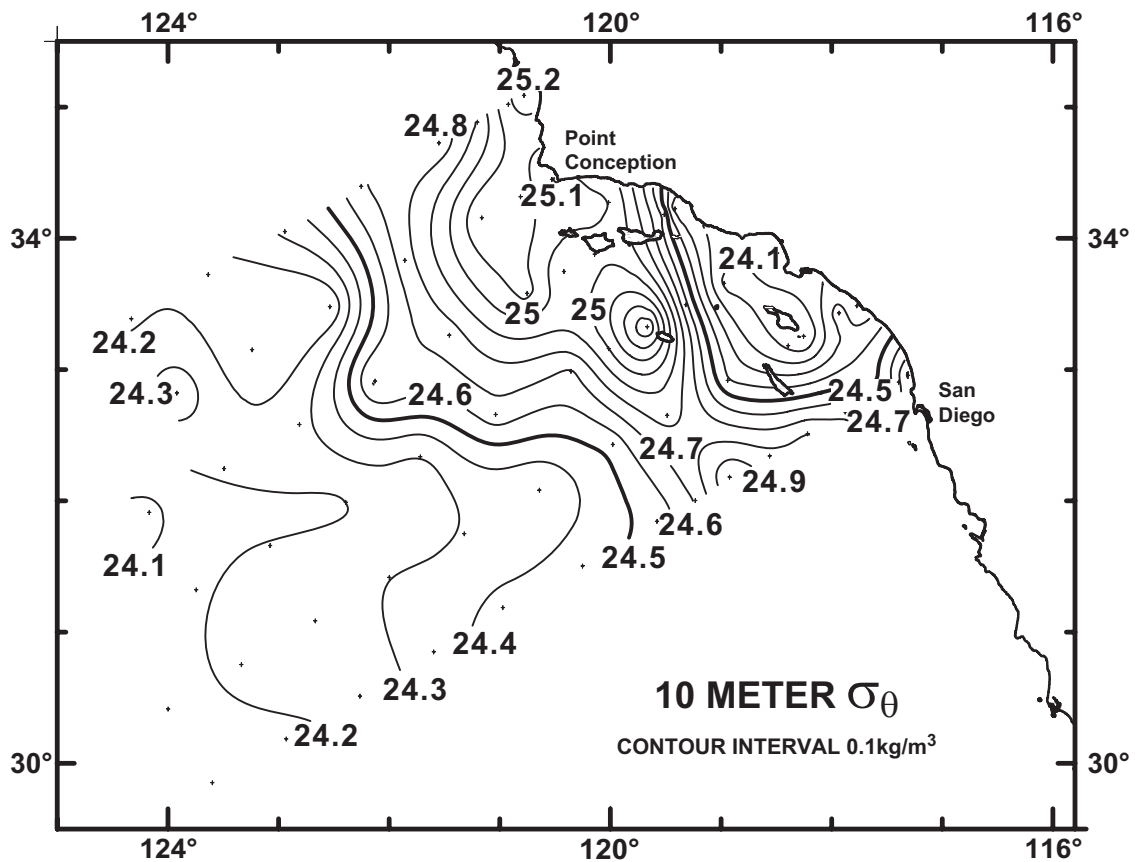 124° 120° 116°
25.2
24.8
Point
Conception
25.1
34° 34°
24.1
25 25
24.2
24.3 24.6 24.5
San
Diego
24.7
24.7
24.9
24.6
24.1 24.5
24.4
24.3
10 METER σθ
24.2
CONTOUR INTERVAL 0.1kg/m³
30° 30°
124° 120° 116°